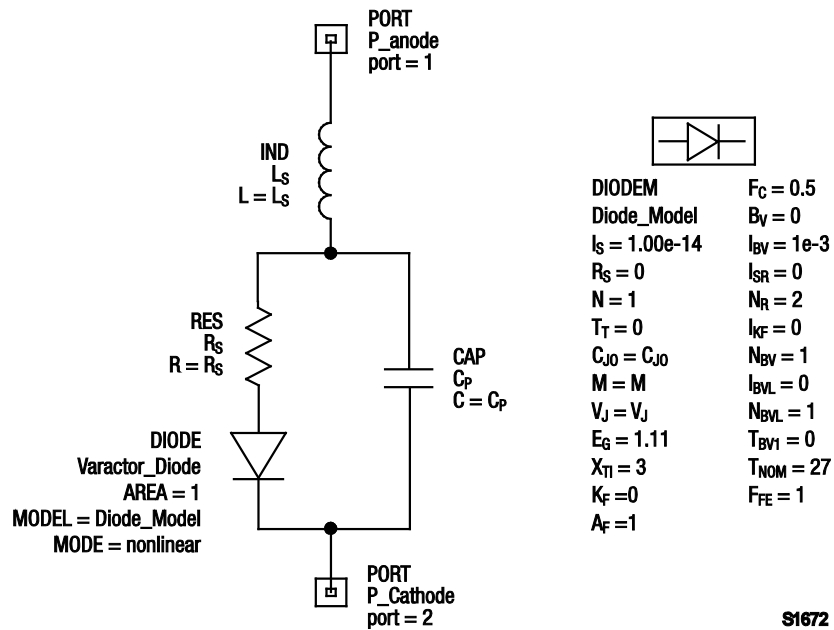 PORT
P_anode
port = 1
IND
LS
L = LS
RES
RS
R = RS
CAP
CP
C = CP
DIODE
Varactor_Diode
AREA = 1
MODEL = Diode_Model
MODE = nonlinear
PORT
P_Cathode
port = 2
DIODEM
Diode_Model
IS = 1.00e-14
RS = 0
N = 1
TT = 0
CJO = CJO
M = M
VJ = VJ
EG = 1.11
XTI = 3
KF =0
AF =1
FC = 0.5
BV = 0
IBV = 1e-3
ISR = 0
NR = 2
IKF = 0
NBV = 1
IBVL = 0
NBVL = 1
TBV1 = 0
TNOM = 27
FFE = 1
S1672